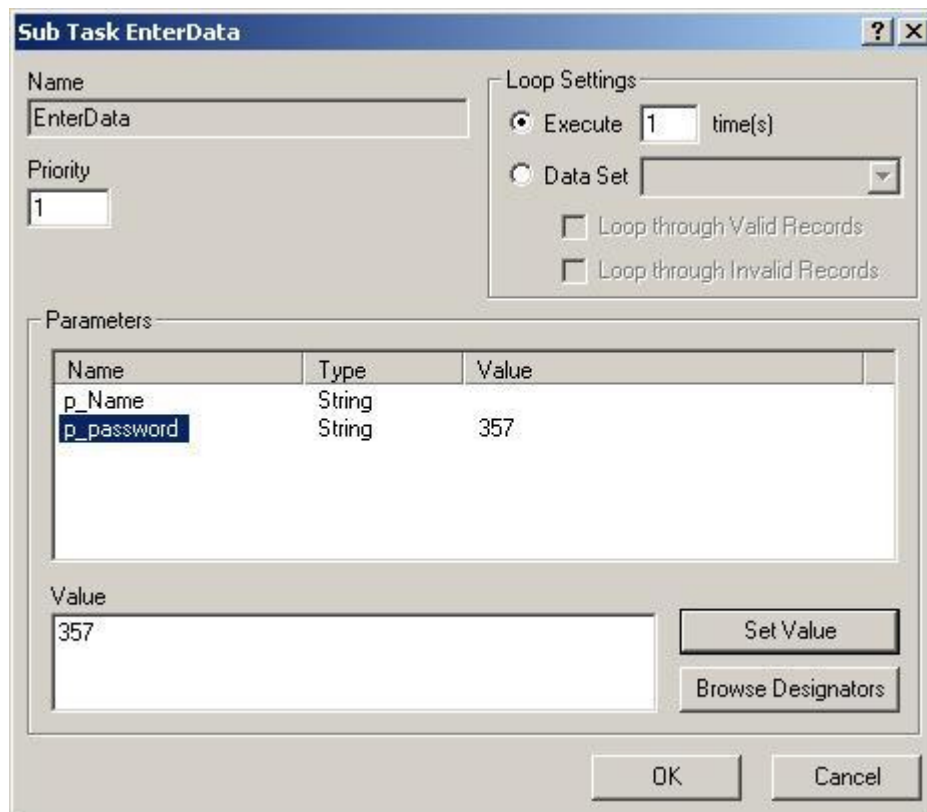 Sub Task EnterData
Name
EnterData
Priority
1
Loop Settings
Execute 1 time(s)
Data Set
Loop through Valid Records
Loop through Invalid Records
Parameters
Name Type Value
p_Name String
p_password String 357
Value
357
Set Value
Browse Designators
OK Cancel